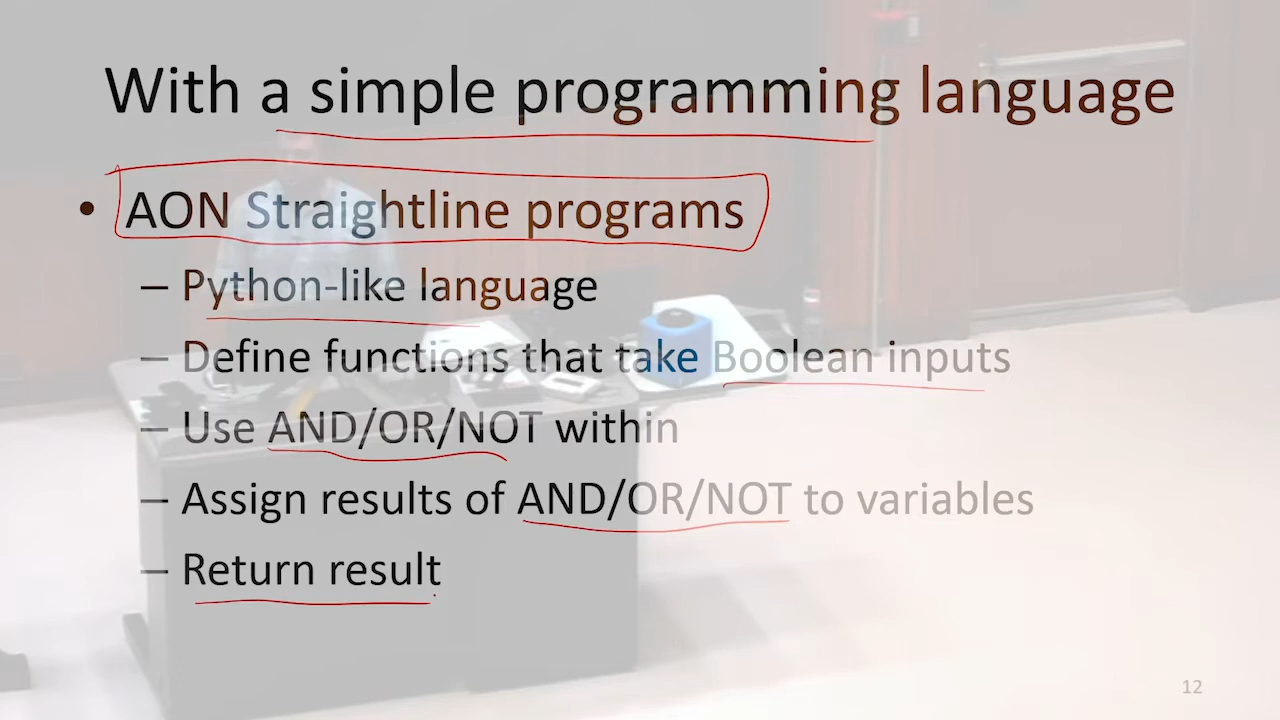 With a simple programming language
• AON Straightline programs
– Python-like language
– Define functions that take Boolean inputs
– Use AND/OR/NOT within
– Assign results of AND/OR/NOT to variables
– Return result
12